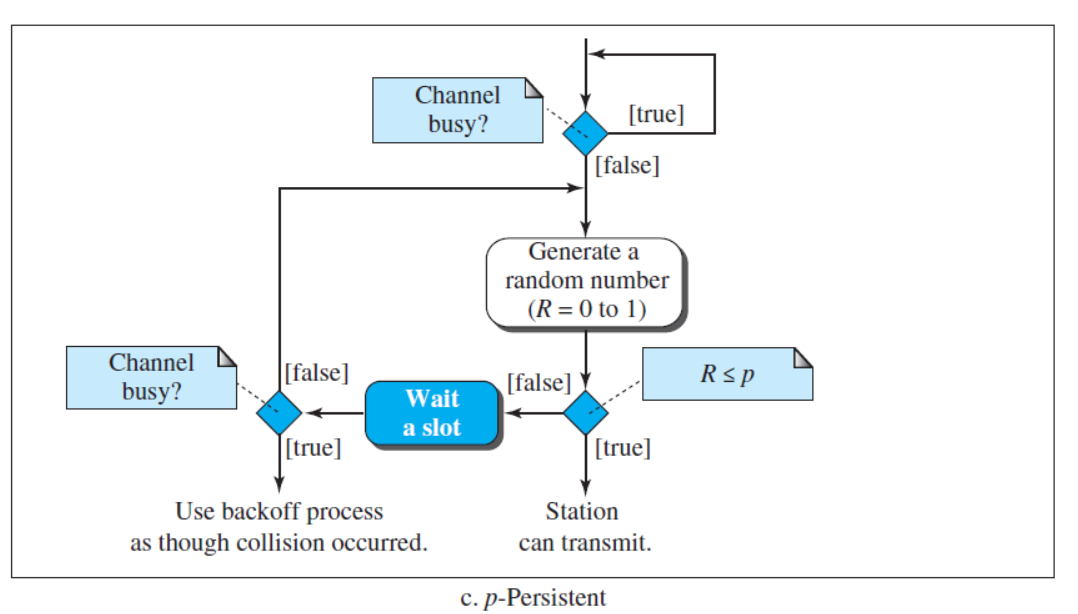 Channel
busy?
[true]
[false]
Generate a
random number
(R = 0 to 1)
Channel
busy?
[false]
Wait
a slot
[false]
R ≤ p
[true]
[true]
Use backoff process
as though collision occurred.
Station
can transmit.
c. p-Persistent